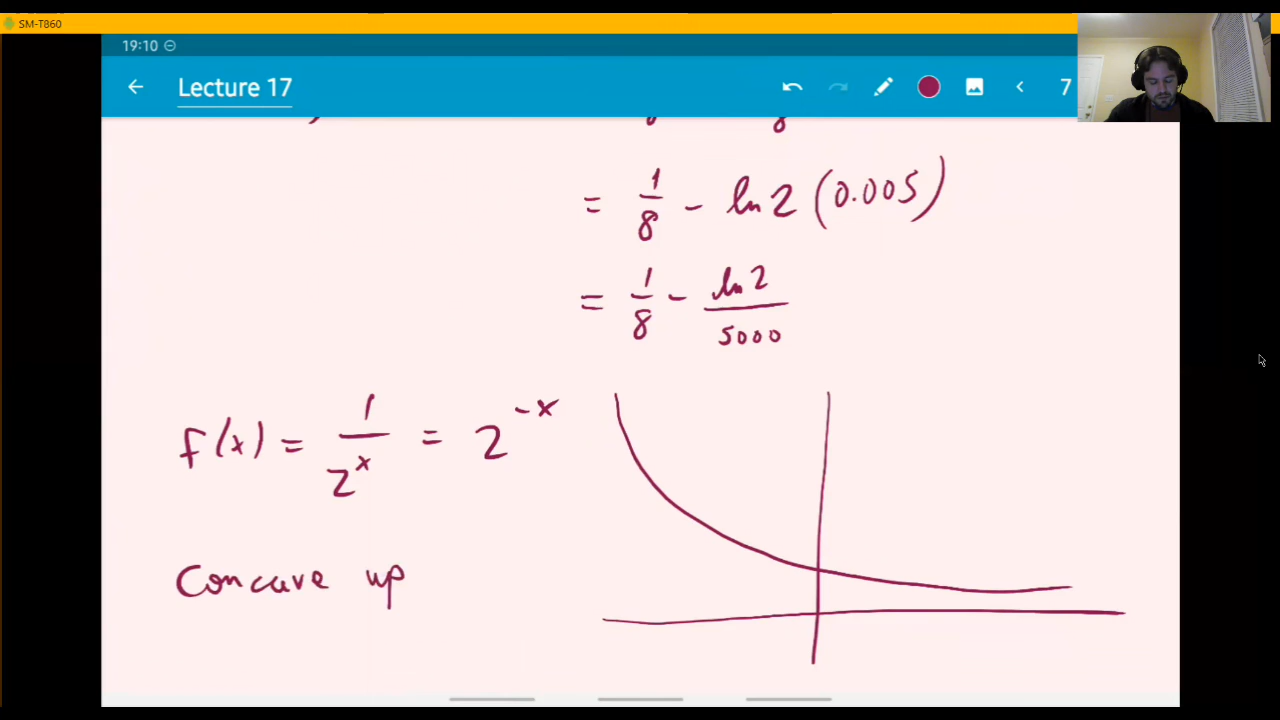 SM-T860
19:10
Lecture 17
7
= 1/8 - ln 2 (0.005)
= 1/8 - ln 2/5000
f(x) = 1/2^x = 2^-x
Concave up